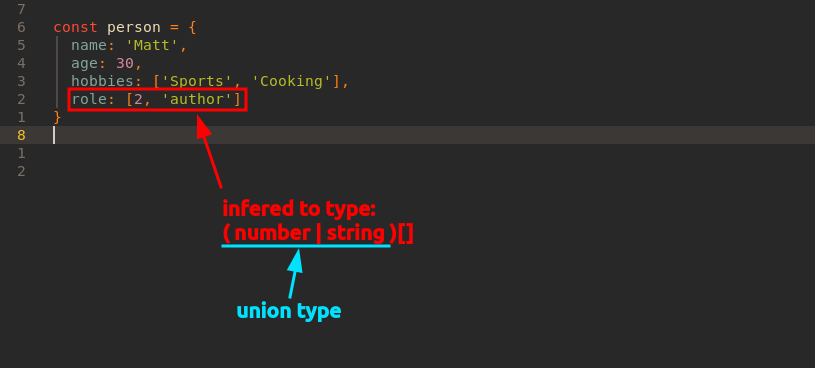 7
6 const person = {
5 name: 'Matt',
4 age: 30,
3 hobbies: ['Sports', 'Cooking'],
2 role: [2, 'author']
1 }
8
1
2
infered to type:
( number | string )[]
union type